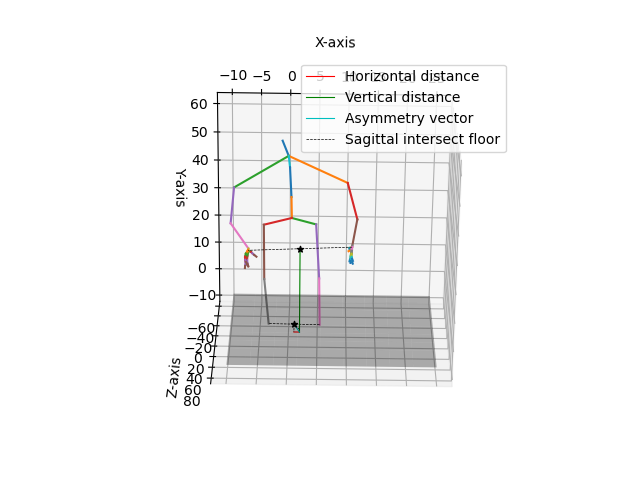 X-axis
−10 −5 0 5
Horizontal distance
Vertical distance
Asymmetry vector
Sagittal intersect floor
60
50
40
30
20
10
0
−10
Y-axis
−60
−40
−20
0
20
40
60
80
Z-axis